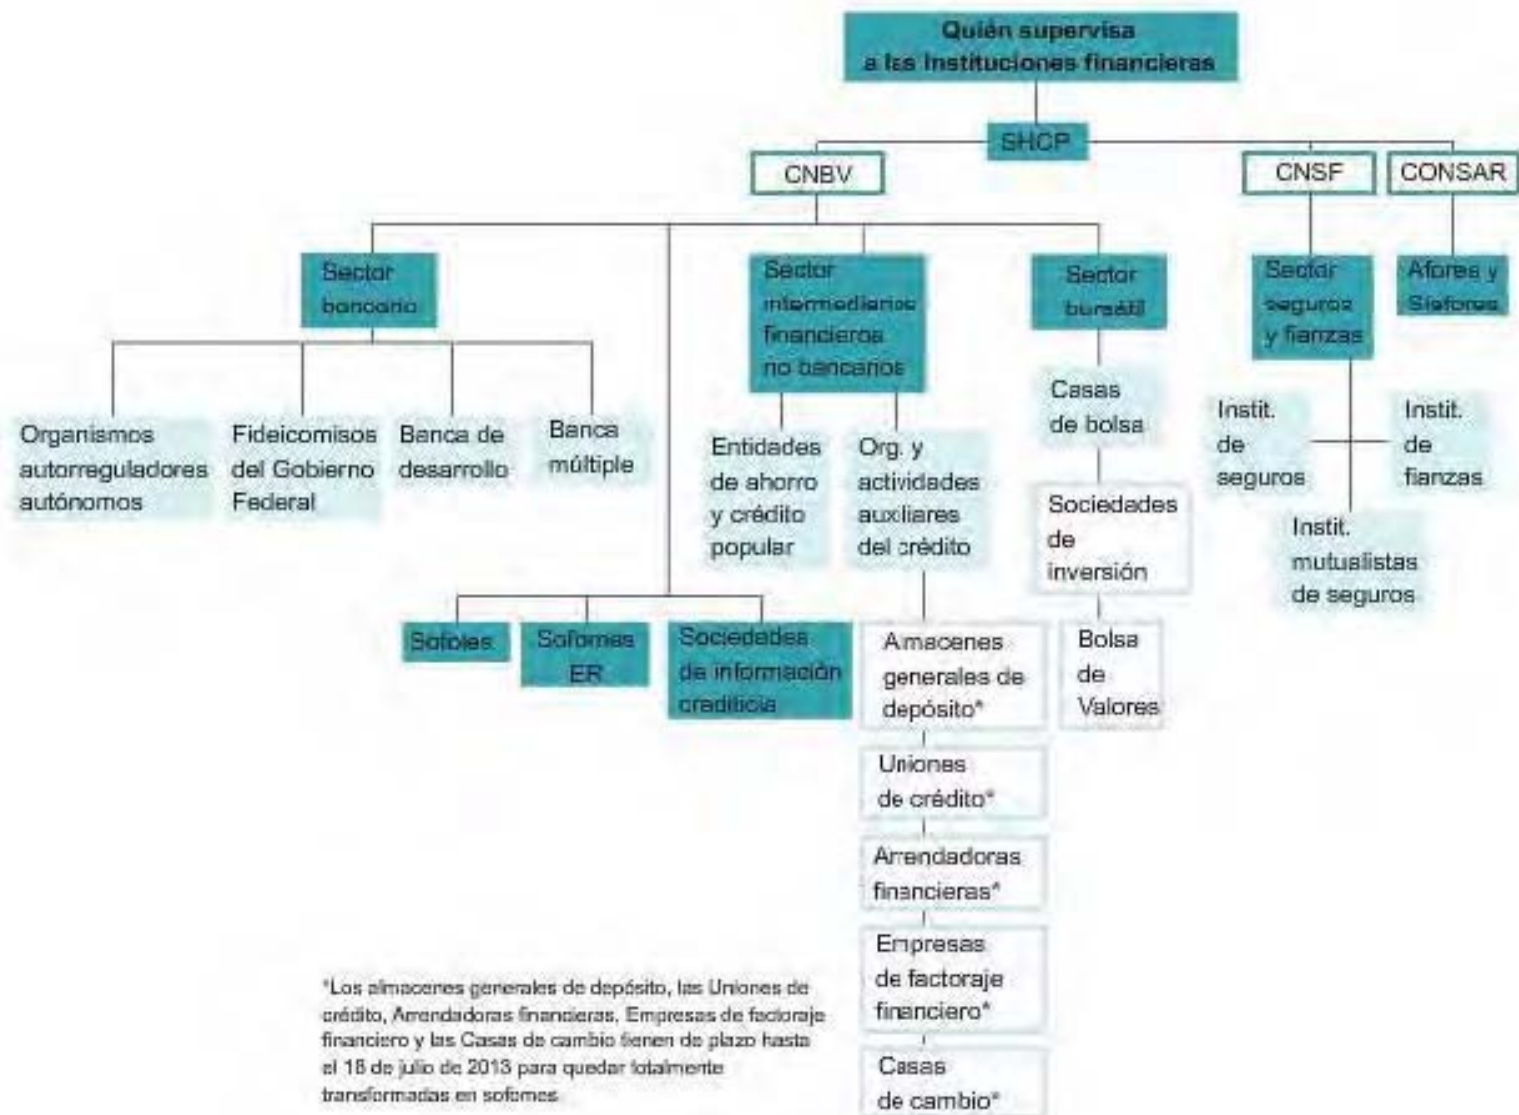 Quién supervisa
a las Instituciones financieras
SHCP
CNBV
CNSF
CONSAR
Sector
bancario
Sector
intermediarios
financieros
no bancarios
Sector
bursátil
Sector
seguros
y fianzas
Afores y
Siefores
Organismos
autorreguladores
autónomos
Fideicomisos
del Gobierno
Federal
Banca de
desarrollo
Banca
múltiple
Entidades
de ahorro
y crédito
popular
Org. y
actividades
auxiliares
del crédito
Casas
de bolsa
Sociedades
de
inversión
Bolsa
de
Valores
Instit.
de
seguros
Instit.
de
fianzas
Instit.
mutualistas
de seguros
Sofoles
Sofomes
ER
Sociedades
de información
crediticia
Almacenes
generales de
depósito*
Uniones
de crédito*
Arrendadoras
financieras*
Empresas
de factoraje
financiero*
Casas
de cambio*
*Los almacenes generales de depósito, las Uniones de
crédito, Arrendadoras financieras, Empresas de factoraje
financiero y las Casas de cambio tienen de plazo hasta
el 18 de julio de 2013 para quedar totalmente
transformadas en sofomes.